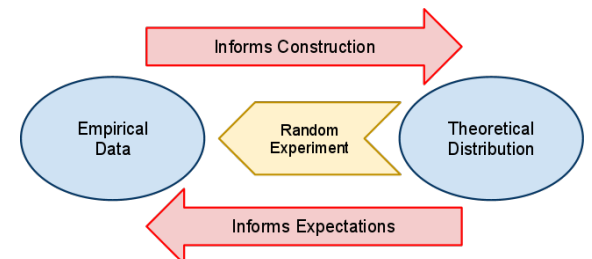 Informs Construction
Empirical
Data
Random
Experiment
Theoretical
Distribution
Informs Expectations